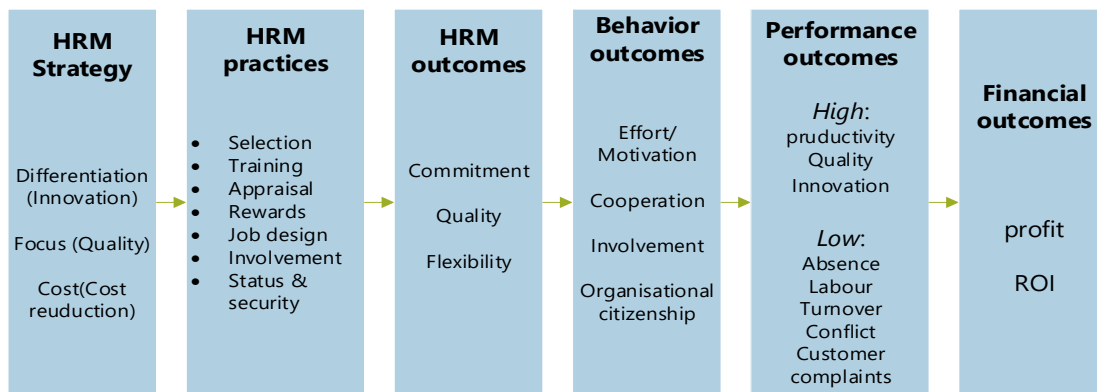 HRM
Strategy
Differentiation
(Innovation)
Focus (Quality)
Cost(Cost
reuduction)
HRM
practices
• Selection
• Training
• Appraisal
• Rewards
• Job design
• Involvement
• Status &
security
HRM
outcomes
Commitment
Quality
Flexibility
Behavior
outcomes
Effort/
Motivation
Cooperation
Involvement
Organisational
citizenship
Performance
outcomes
High:
pruductivity
Quality
Innovation
Low:
Absence
Labour
Turnover
Conflict
Customer
complaints
Financial
outcomes
profit
ROI